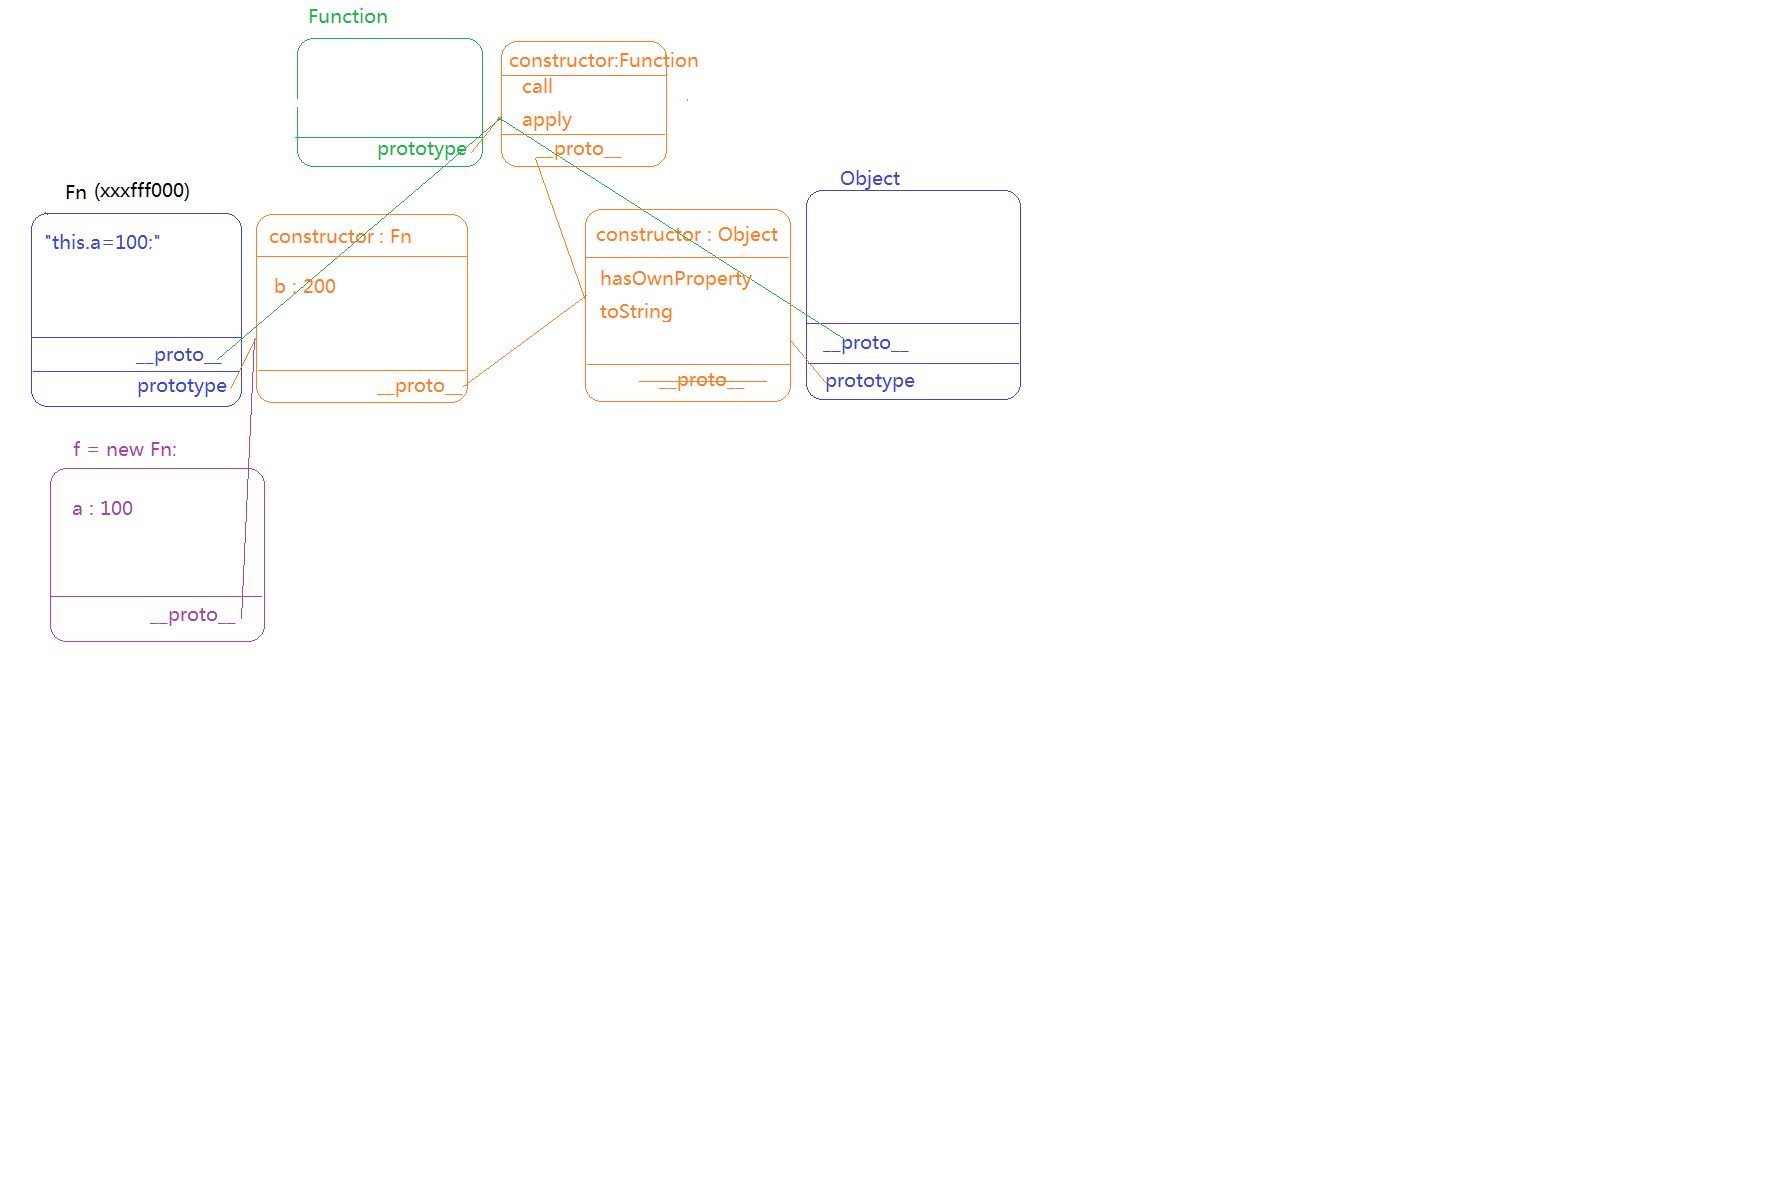 Function
constructor:Function
call
apply
prototype
__proto__
Fn (xxxfff000)
"this.a=100:"
__proto__
prototype
constructor : Fn
b : 200
__proto__
constructor : Object
hasOwnProperty
toString
__proto__
Object
__proto__
prototype
f = new Fn:
a : 100
__proto__